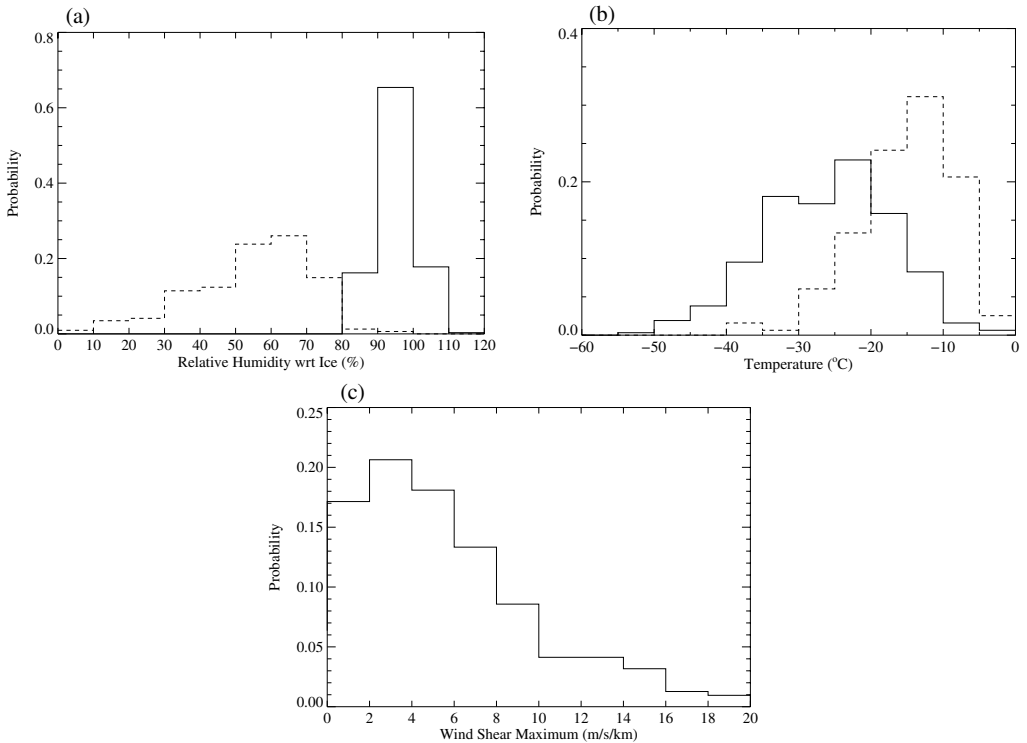 (a)
0.8
0.6
0.4
0.2
0.0
Probability
0 10 20 30 40 50 60 70 80 90 100 110 120
Relative Humidity wrt Ice (%)
(b)
0.4
0.2
0.0
Probability
−60 −50 −40 −30 −20 −10 0
Temperature (°C)
(c)
0.25
0.20
0.15
0.10
0.05
0.00
Probability
0 2 4 6 8 10 12 14 16 18 20
Wind Shear Maximum (m/s/km)